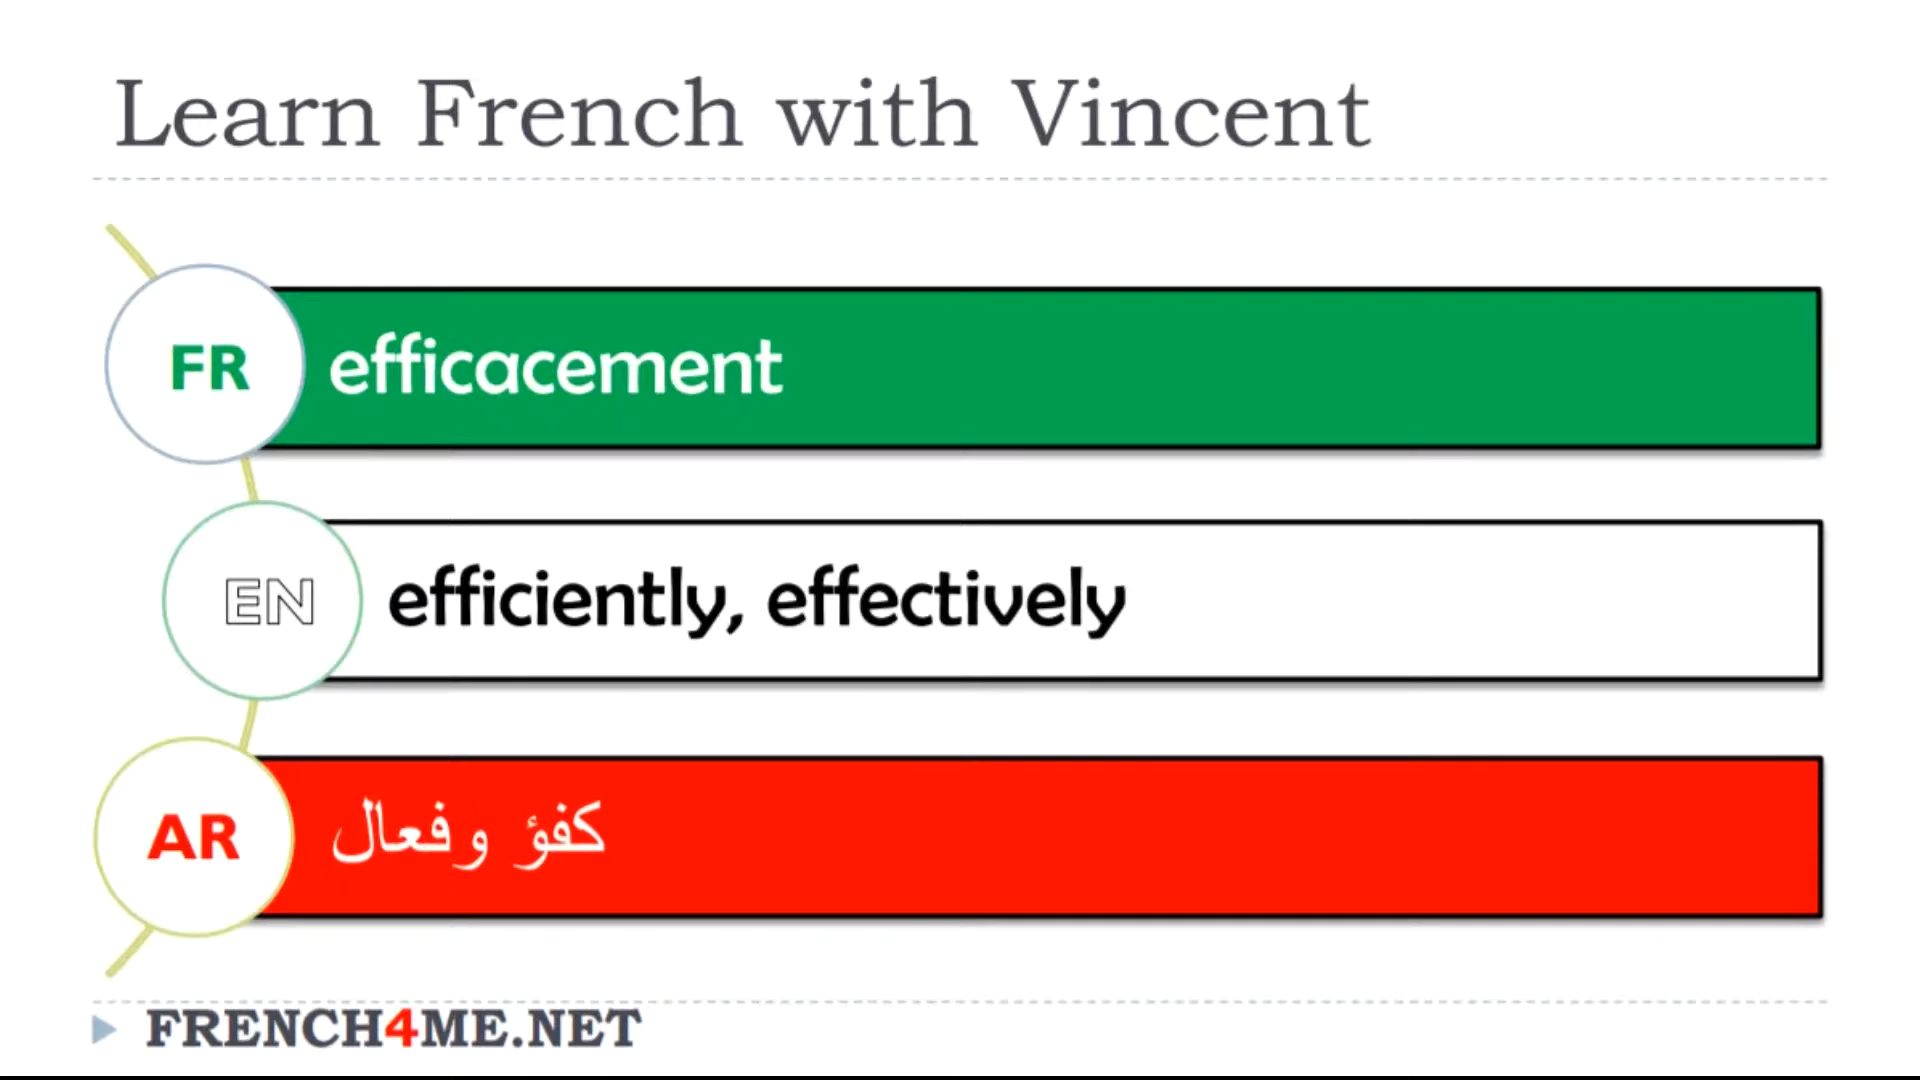 Learn French with Vincent
FR efficacement
EN efficiently, effectively
AR كفؤ وفعال
FRENCH4ME.NET